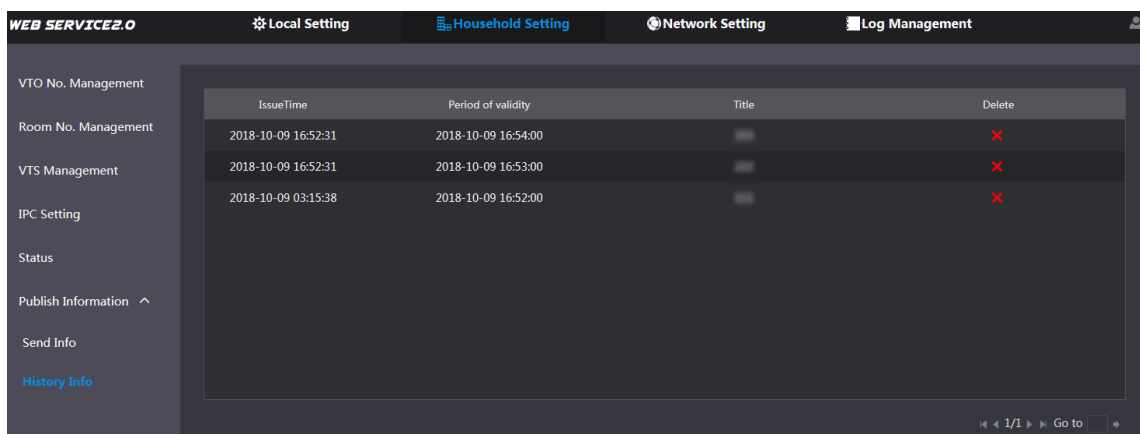 WEB SERVICE2.0 Local Setting Household Setting Network Setting Log Management
VTO No. Management
Room No. Management
VTS Management
IPC Setting
Status
Publish Information
Send Info
History Info
IssueTime Period of validity Title Delete
2018-10-09 16:52:31 2018-10-09 16:54:00
2018-10-09 16:52:31 2018-10-09 16:53:00
2018-10-09 03:15:38 2018-10-09 16:52:00
1/1 Go to